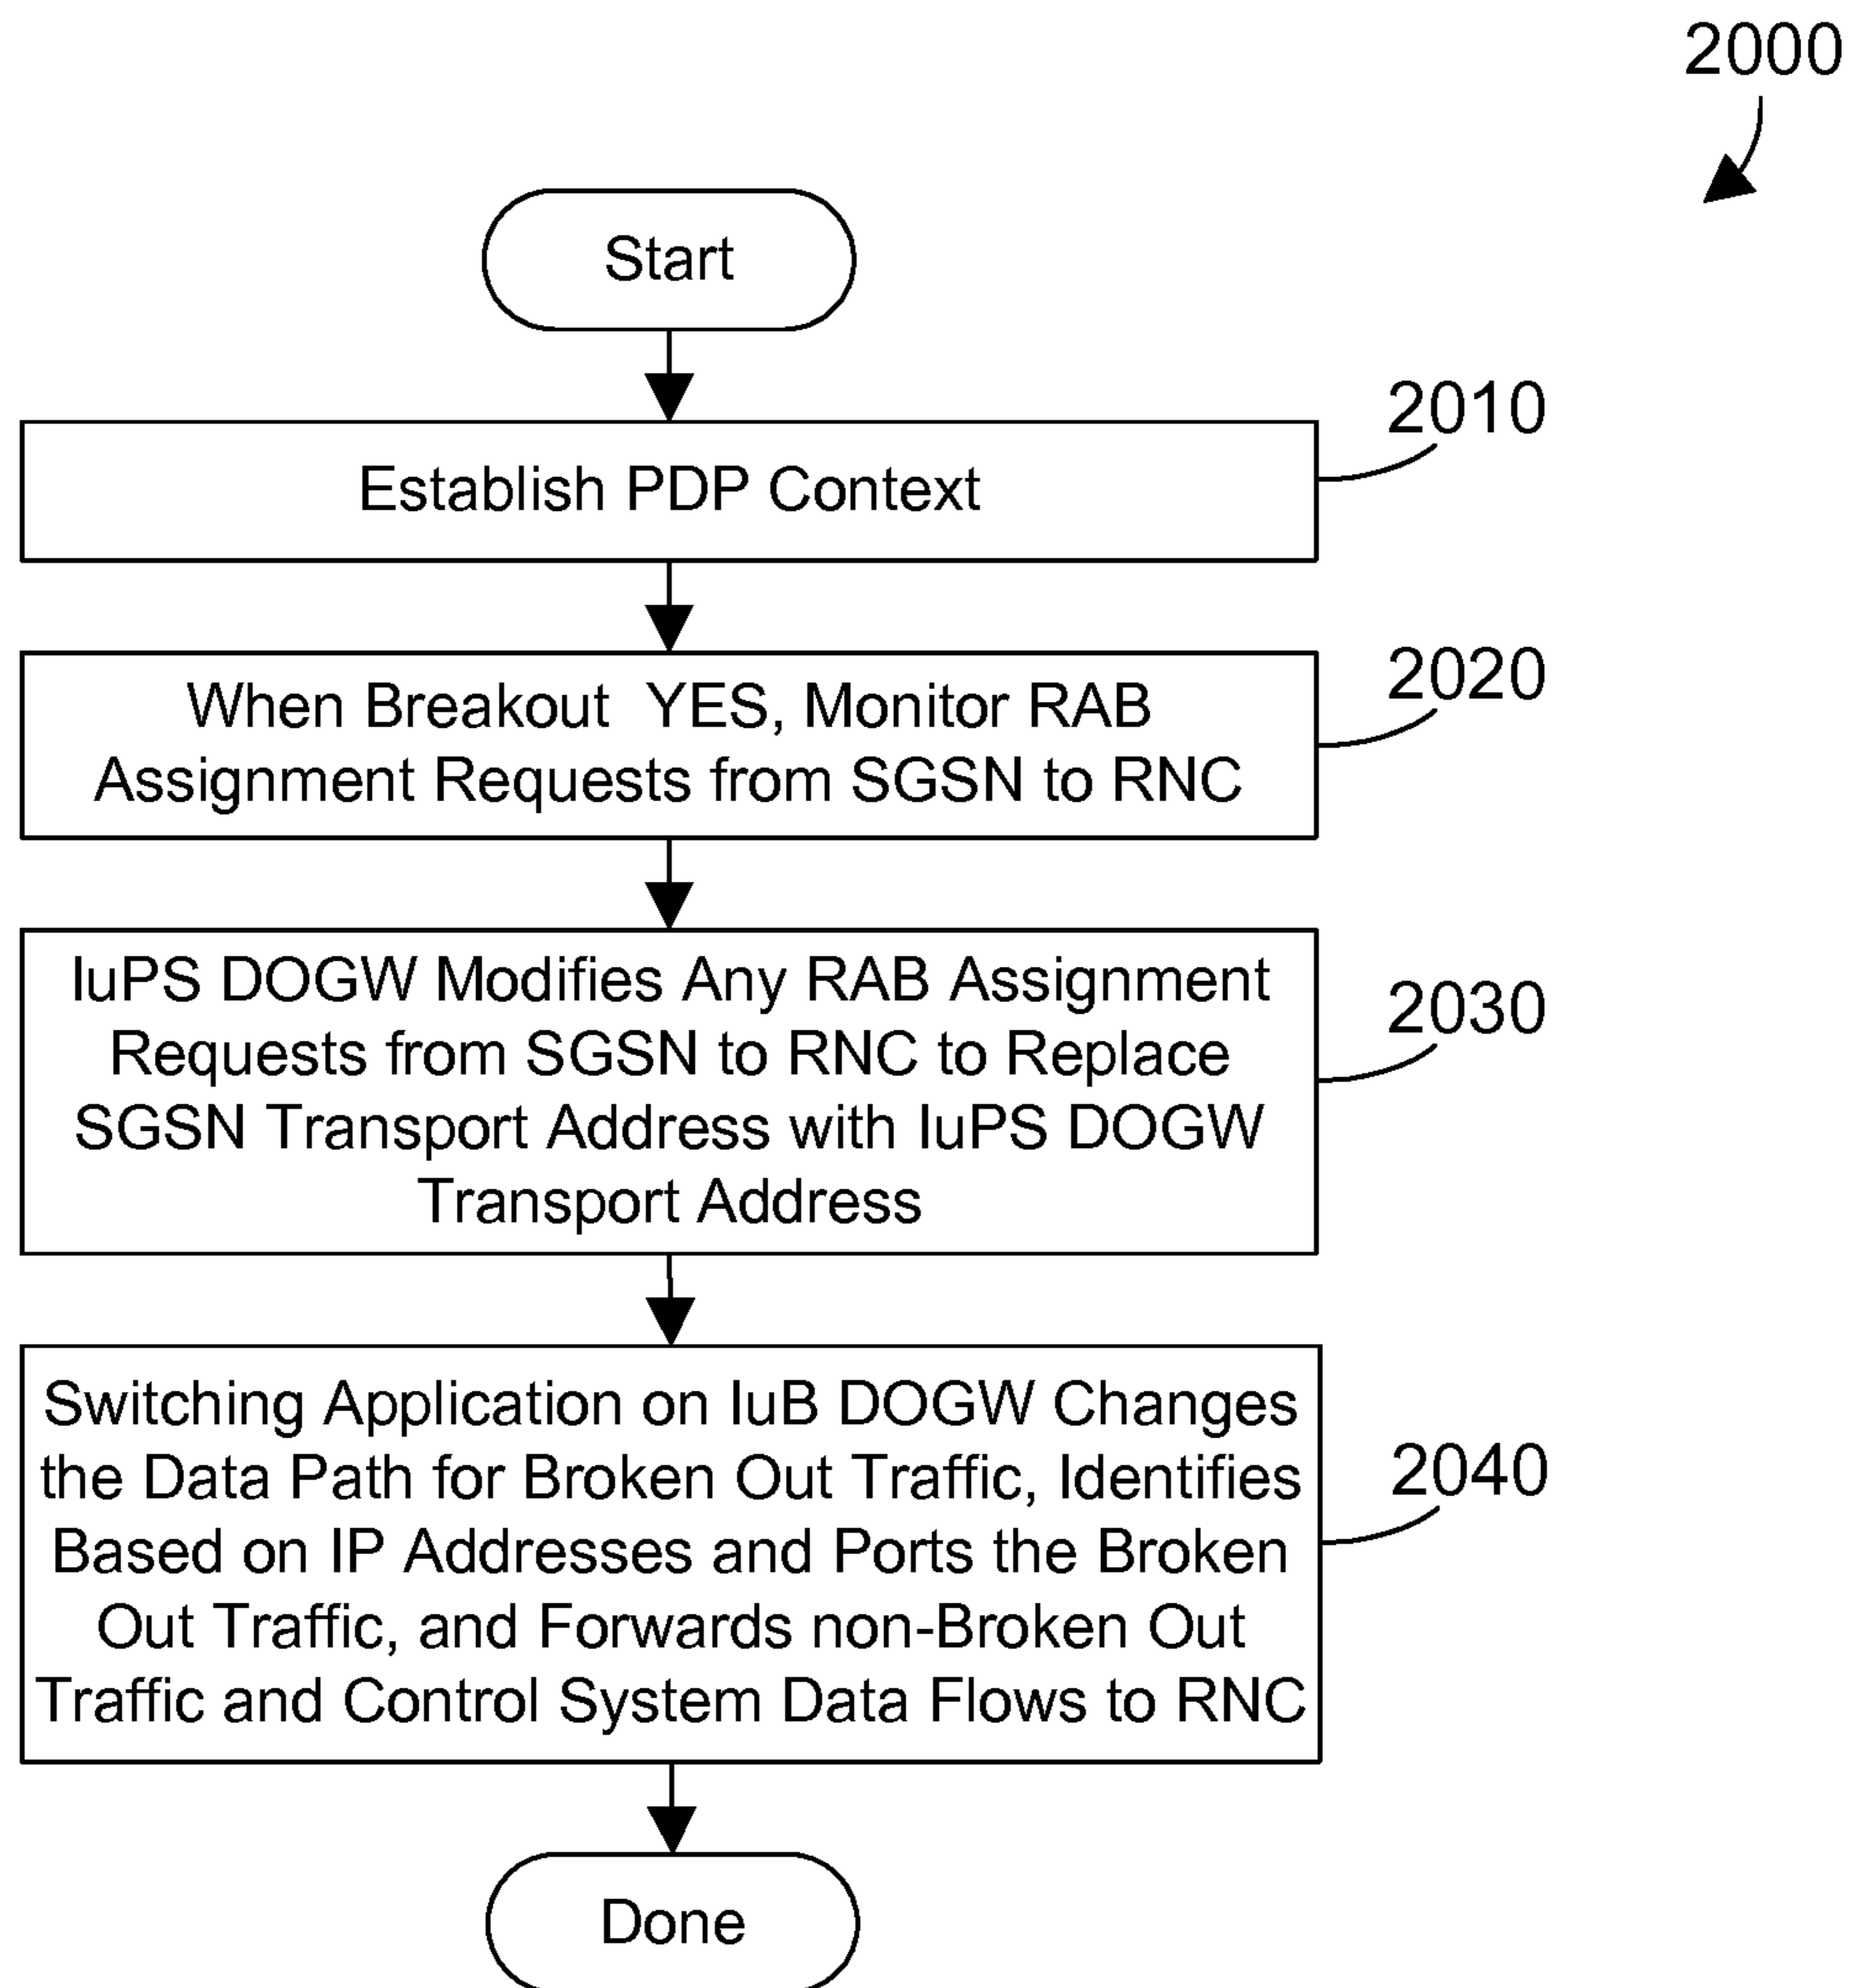 2000
Start
2010
Establish PDP Context
2020
When Breakout YES, Monitor RAB
Assignment Requests from SGSN to RNC
2030
IuPS DOGW Modifies Any RAB Assignment
Requests from SGSN to RNC to Replace
SGSN Transport Address with IuPS DOGW
Transport Address
2040
Switching Application on IuB DOGW Changes
the Data Path for Broken Out Traffic, Identifies
Based on IP Addresses and Ports the Broken
Out Traffic, and Forwards non-Broken Out
Traffic and Control System Data Flows to RNC
Done